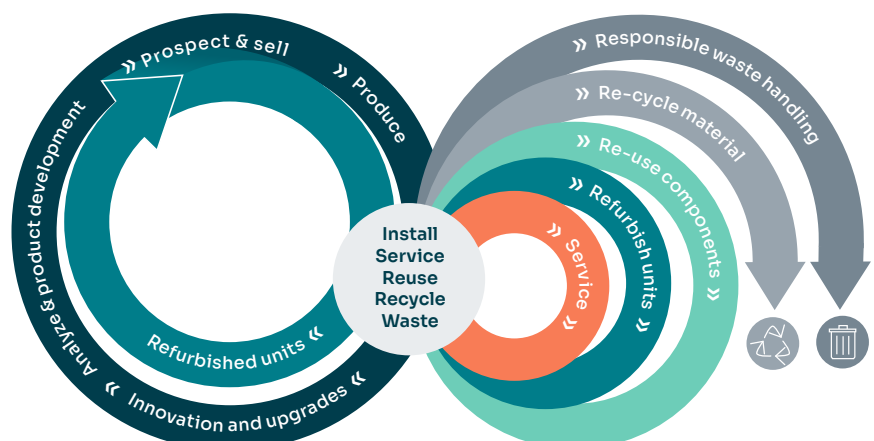 » Prospect & sell
» Produce
Analyze & product development
» Innovation and upgrades «
Refurbished units «
Install
Service
Reuse
Recycle
Waste
» Responsible waste handling
» Re-cycle material
» Re-use components »
» Refurbish units »
» Service »